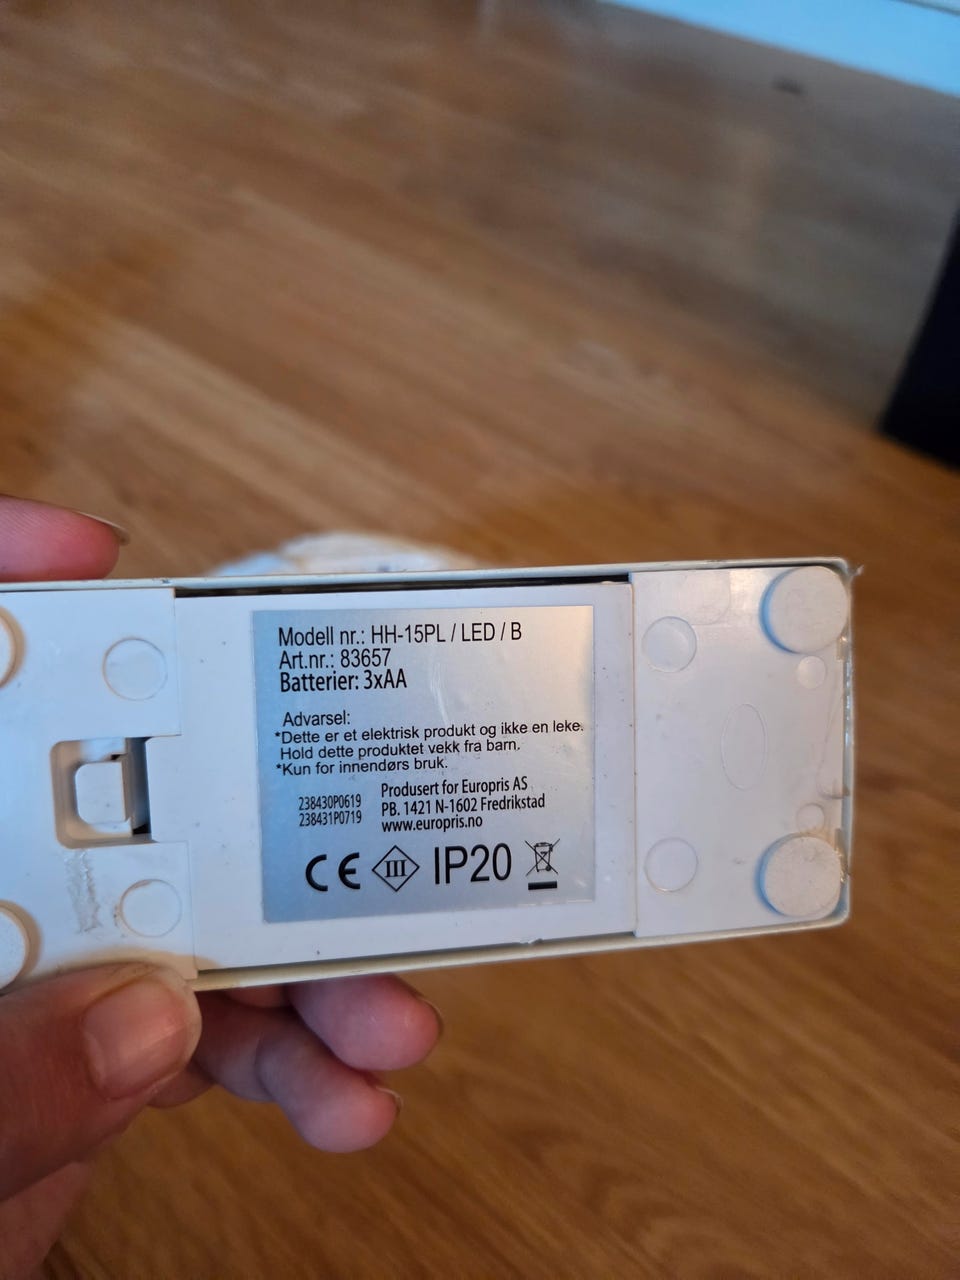 Modell nr.: HH-15PL / LED / B
Art.nr.: 83657
Batterier: 3xAA
Advarsel:
*Dette er et elektrisk produkt og ikke en leke.
Hold dette produktet vekk fra barn.
*Kun for innendørs bruk.
238430P0619
238431P0719
Produsert for Europris AS
PB. 1421 N-1602 Fredrikstad
www.europris.no
CE III IP20